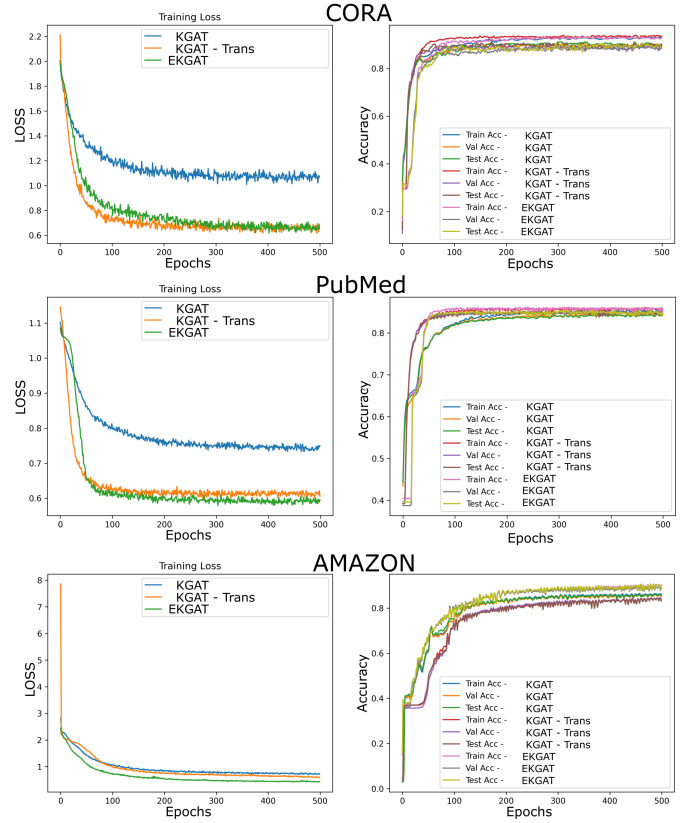 CORA
Training Loss
KGAT
KGAT - Trans
EKGAT
LOSS
2.2
2.0
1.8
1.6
1.4
1.2
1.0
0.8
0.6
0 100 200 300 400 500
Epochs
Accuracy
0.8
0.6
0.4
0.2
Train Acc - KGAT
Val Acc - KGAT
Test Acc - KGAT
Train Acc - KGAT - Trans
Val Acc - KGAT - Trans
Test Acc - KGAT - Trans
Train Acc - EKGAT
Val Acc - EKGAT
Test Acc - EKGAT
0 100 200 300 400 500
Epochs
PubMed
Training Loss
KGAT
KGAT - Trans
EKGAT
LOSS
1.1
1.0
0.9
0.8
0.7
0.6
0 100 200 300 400 500
Epochs
Accuracy
0.8
0.7
0.6
0.5
0.4
Train Acc - KGAT
Val Acc - KGAT
Test Acc - KGAT
Train Acc - KGAT - Trans
Val Acc - KGAT - Trans
Test Acc - KGAT - Trans
Train Acc - EKGAT
Val Acc - EKGAT
Test Acc - EKGAT
0 100 200 300 400 500
Epochs
AMAZON
Training Loss
KGAT
KGAT - Trans
EKGAT
LOSS
8
7
6
5
4
3
2
1
0 100 200 300 400 500
Epochs
Accuracy
0.8
0.6
0.4
0.2
0.0
Train Acc - KGAT
Val Acc - KGAT
Test Acc - KGAT
Train Acc - KGAT - Trans
Val Acc - KGAT - Trans
Test Acc - KGAT - Trans
Train Acc - EKGAT
Val Acc - EKGAT
Test Acc - EKGAT
0 100 200 300 400 500
Epochs